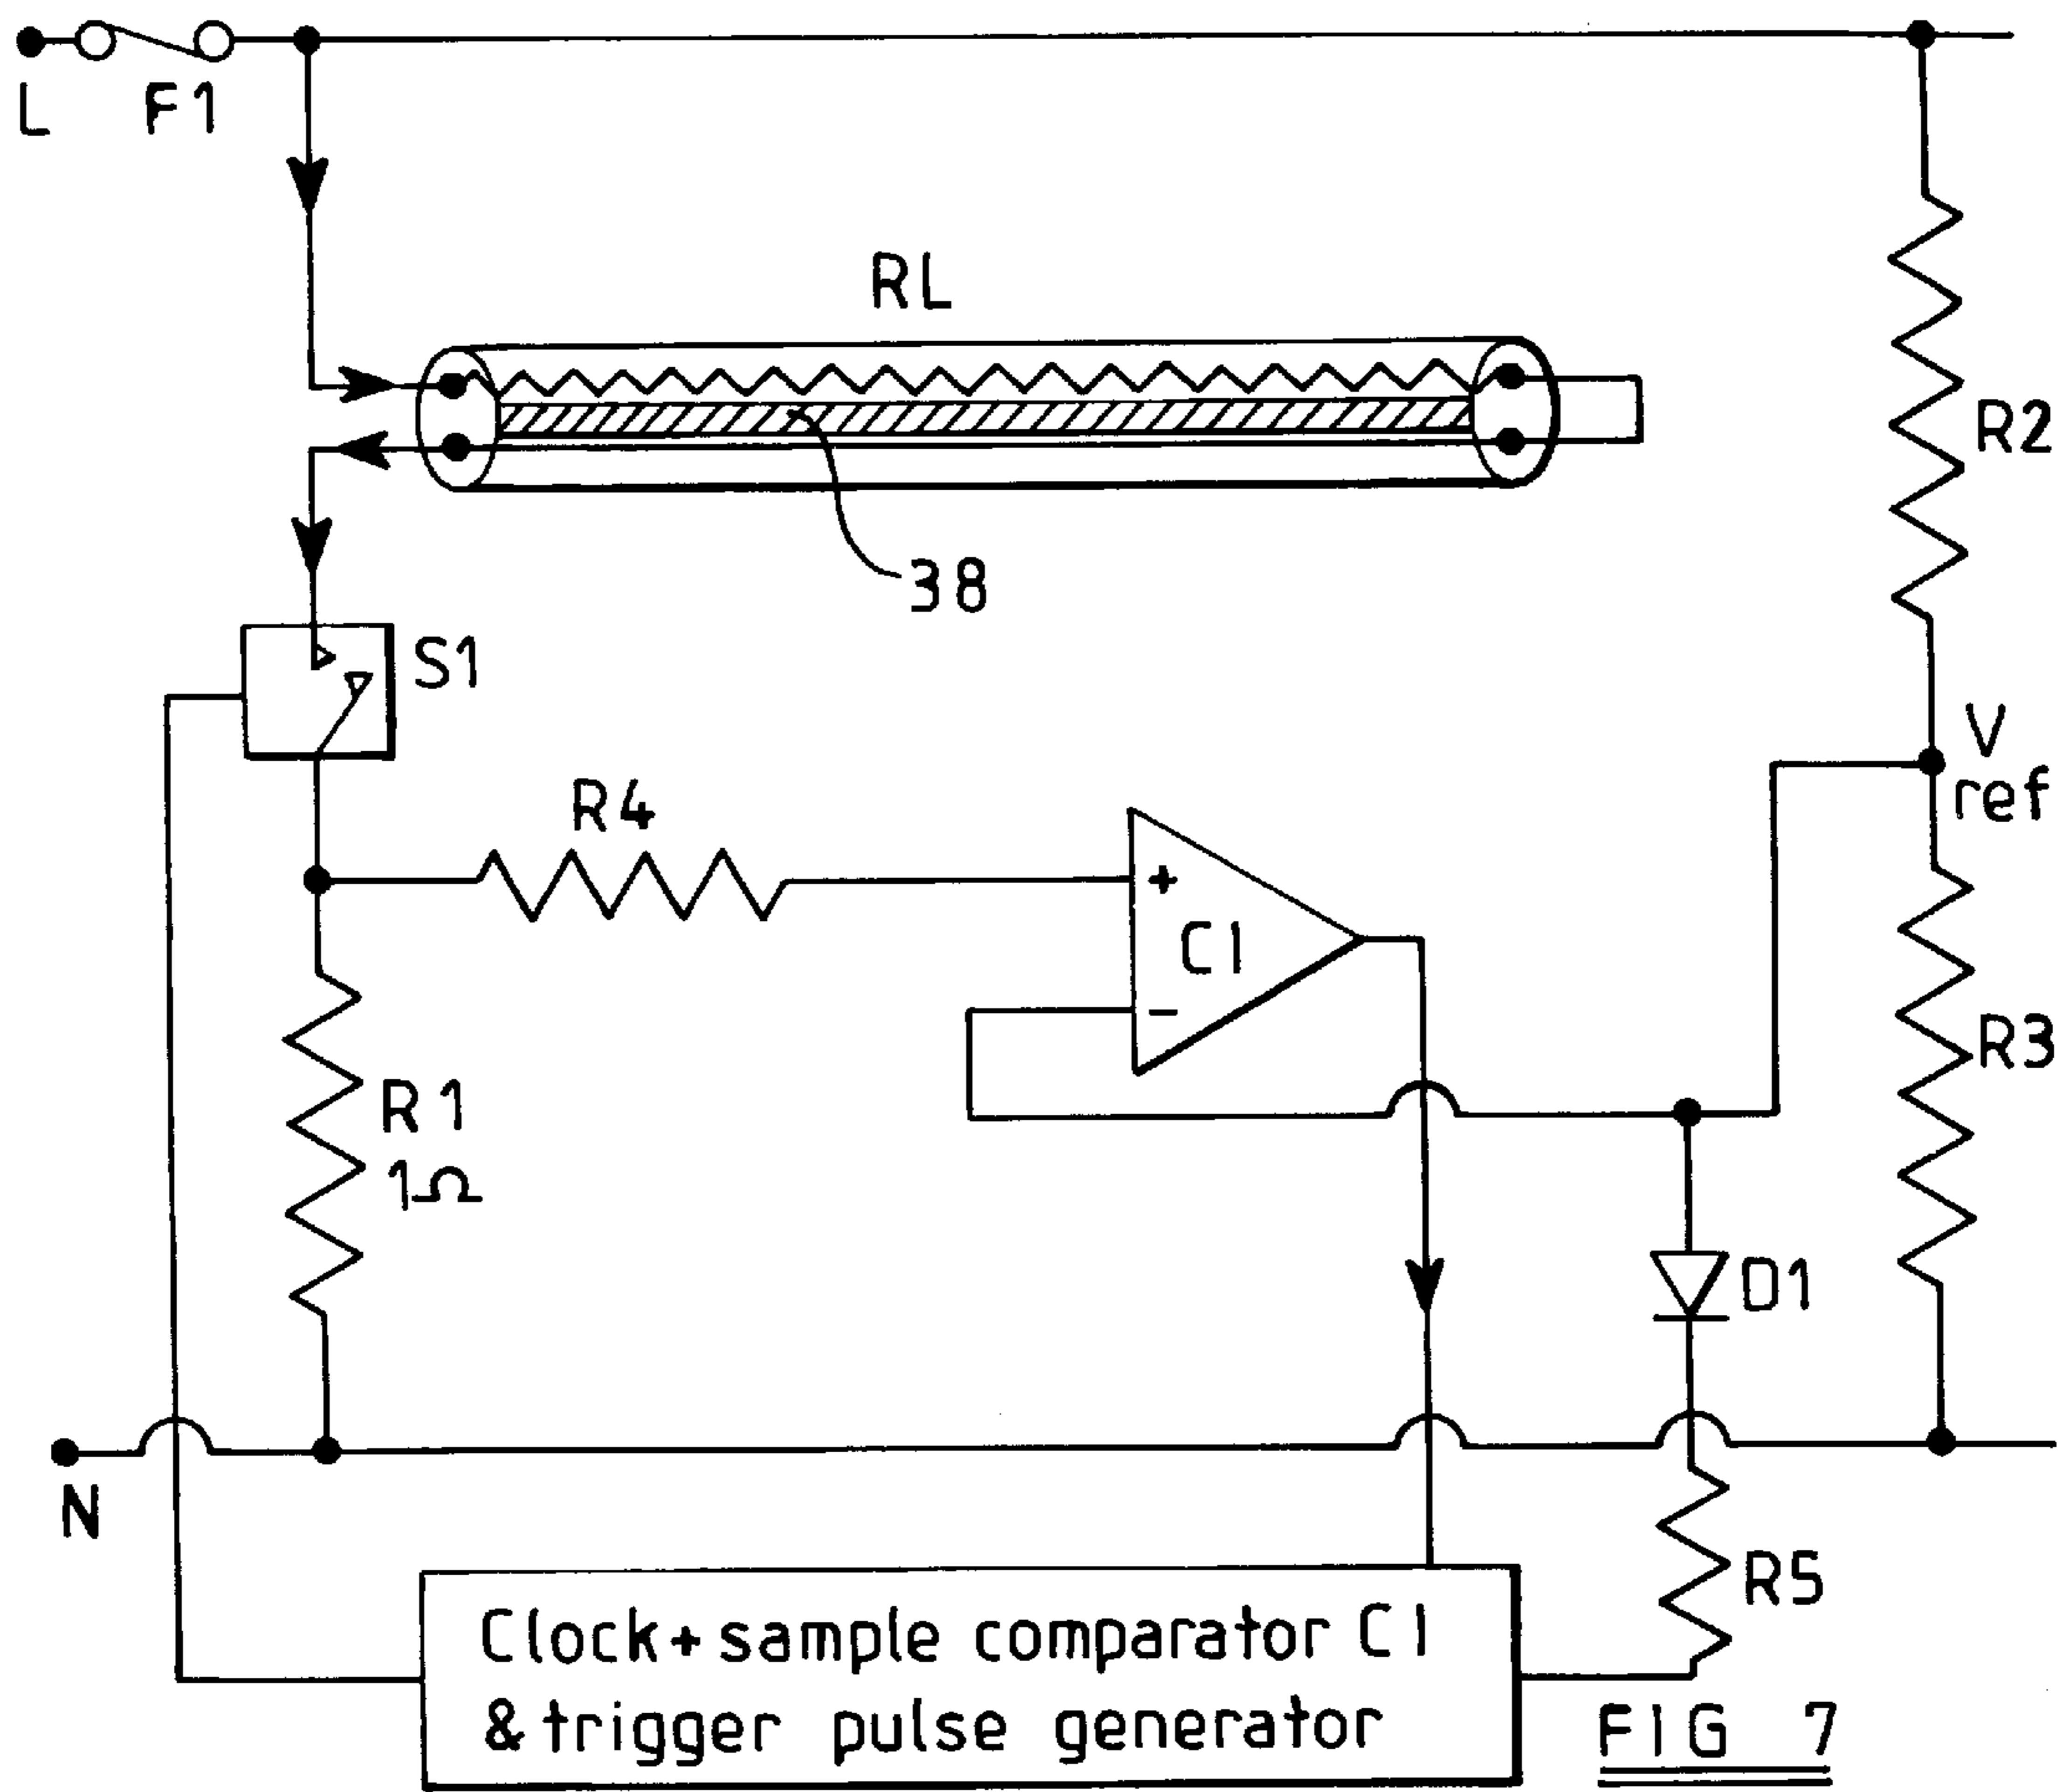 L
F1
RL
R2
38
S1
V
ref
R4
+
C1
-
R3
R1
1Ω
D1
N
R5
Clock+sample comparator C1
& trigger pulse generator
FIG 7